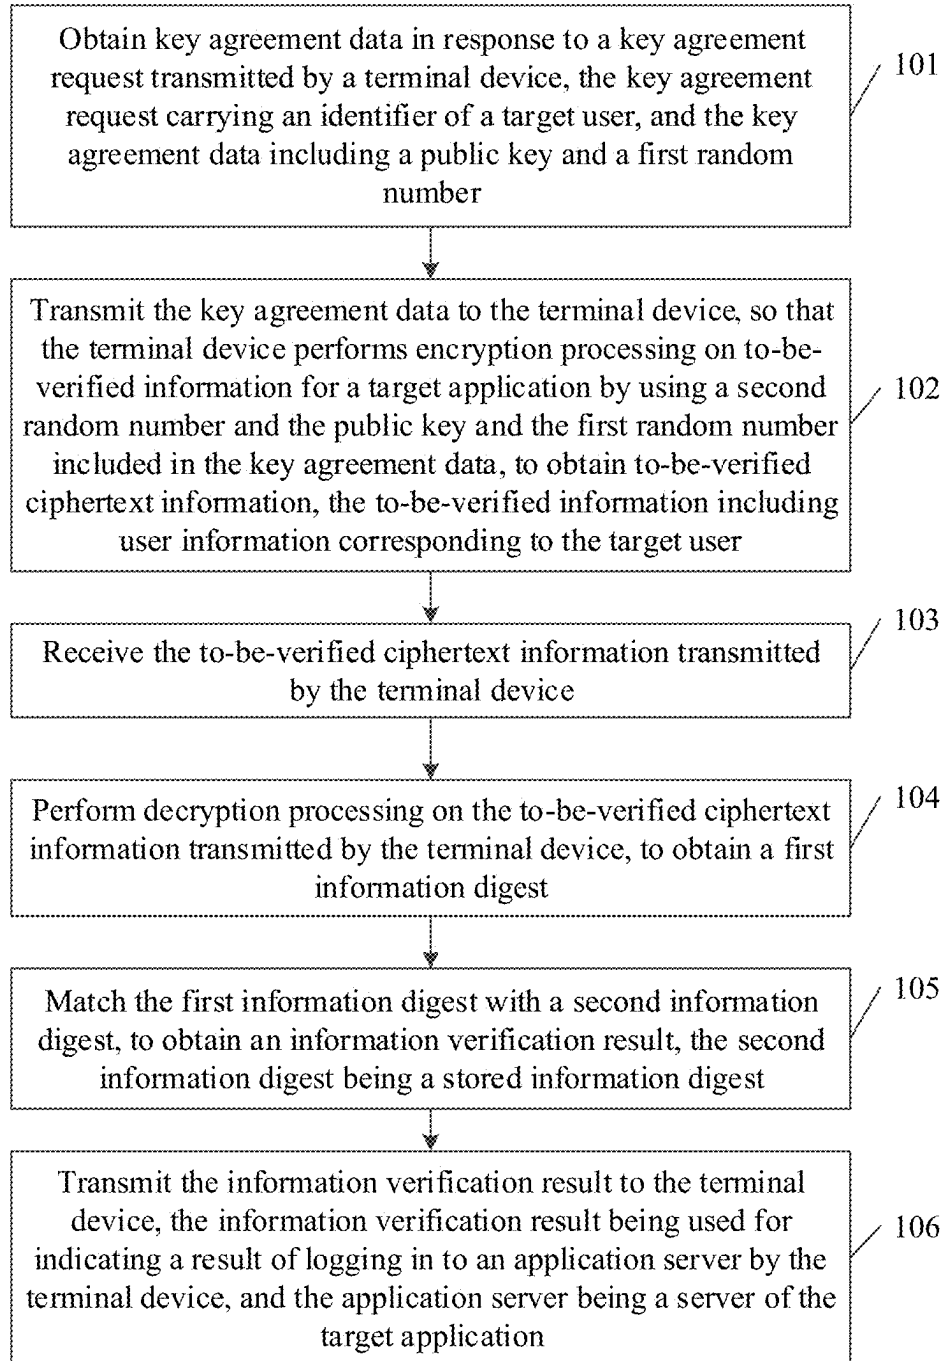 Obtain key agreement data in response to a key agreement
request transmitted by a terminal device, the key agreement
request carrying an identifier of a target user, and the key
agreement data including a public key and a first random
number
101
Transmit the key agreement data to the terminal device, so that
the terminal device performs encryption processing on to-be-
verified information for a target application by using a second
random number and the public key and the first random number
included in the key agreement data, to obtain to-be-verified
ciphertext information, the to-be-verified information including
user information corresponding to the target user
102
Receive the to-be-verified ciphertext information transmitted
by the terminal device
103
Perform decryption processing on the to-be-verified ciphertext
information transmitted by the terminal device, to obtain a first
information digest
104
Match the first information digest with a second information
digest, to obtain an information verification result, the second
information digest being a stored information digest
105
Transmit the information verification result to the terminal
device, the information verification result being used for
indicating a result of logging in to an application server by the
terminal device, and the application server being a server of the
target application
106